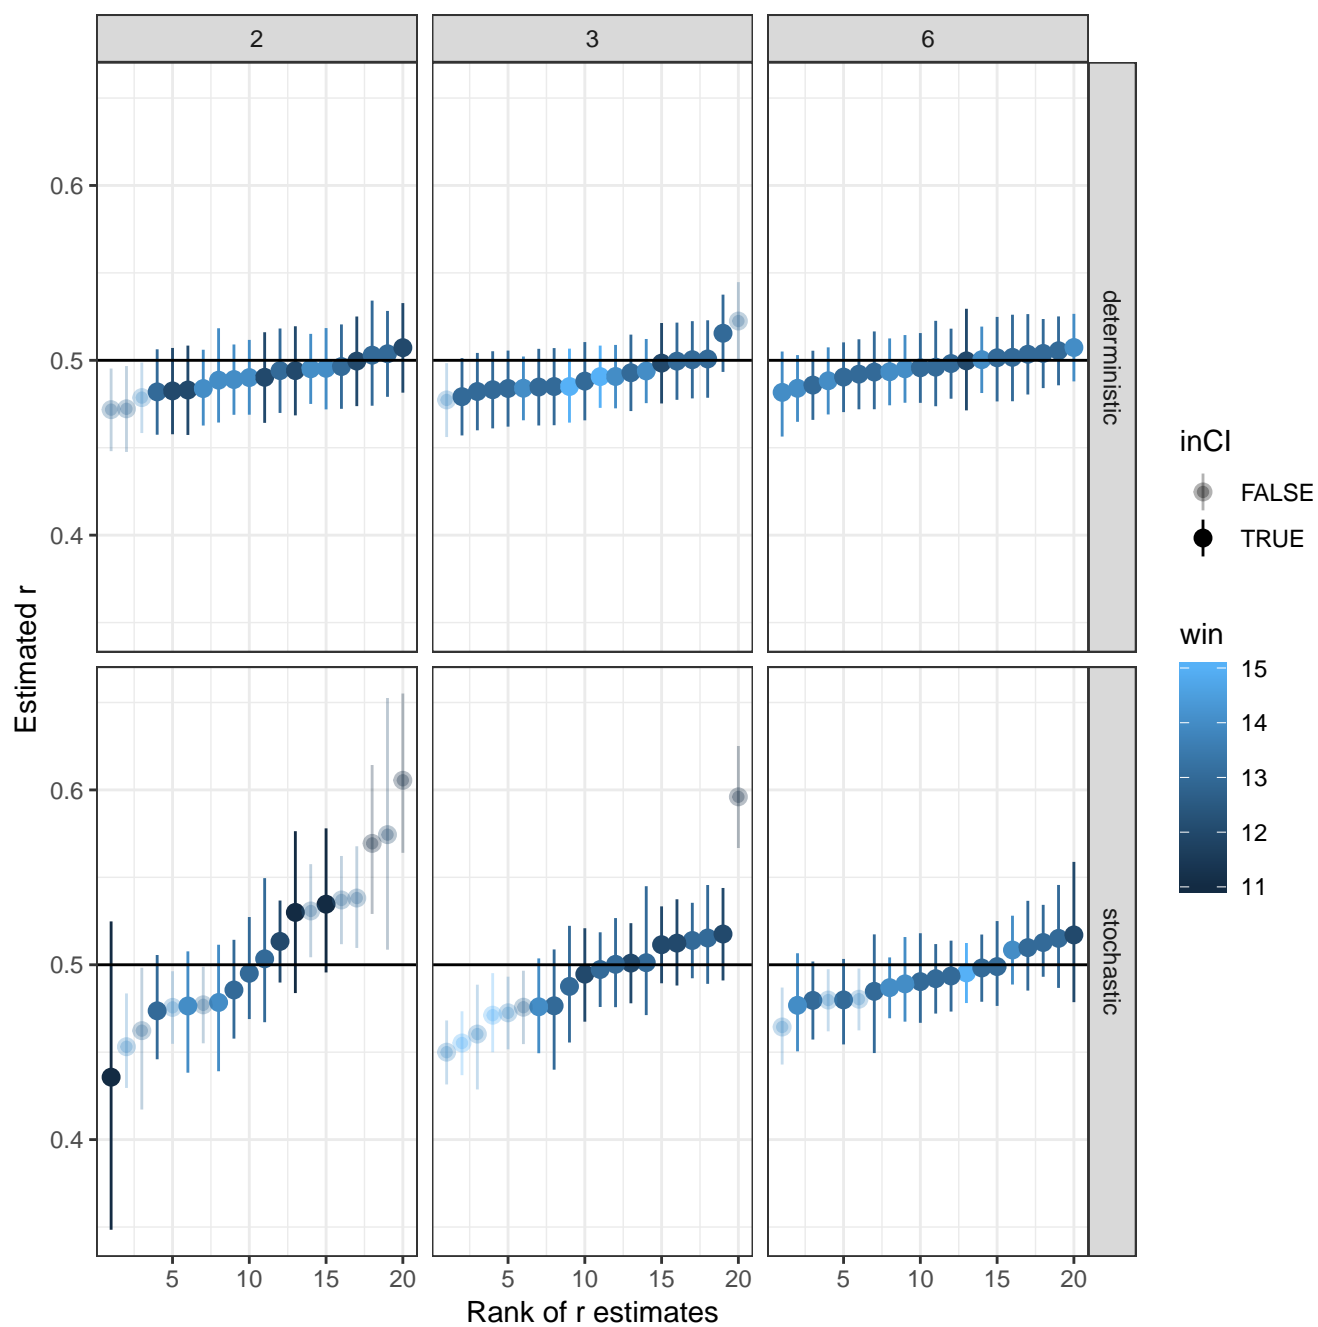 2 3 6
0.6
0.5
0.4
deterministic
0.6
0.5
0.4
stochastic
5 10 15 20 5 10 15 20 5 10 15 20
Rank of r estimates
Estimated r
inCI
FALSE
TRUE
win
15
14
13
12
11